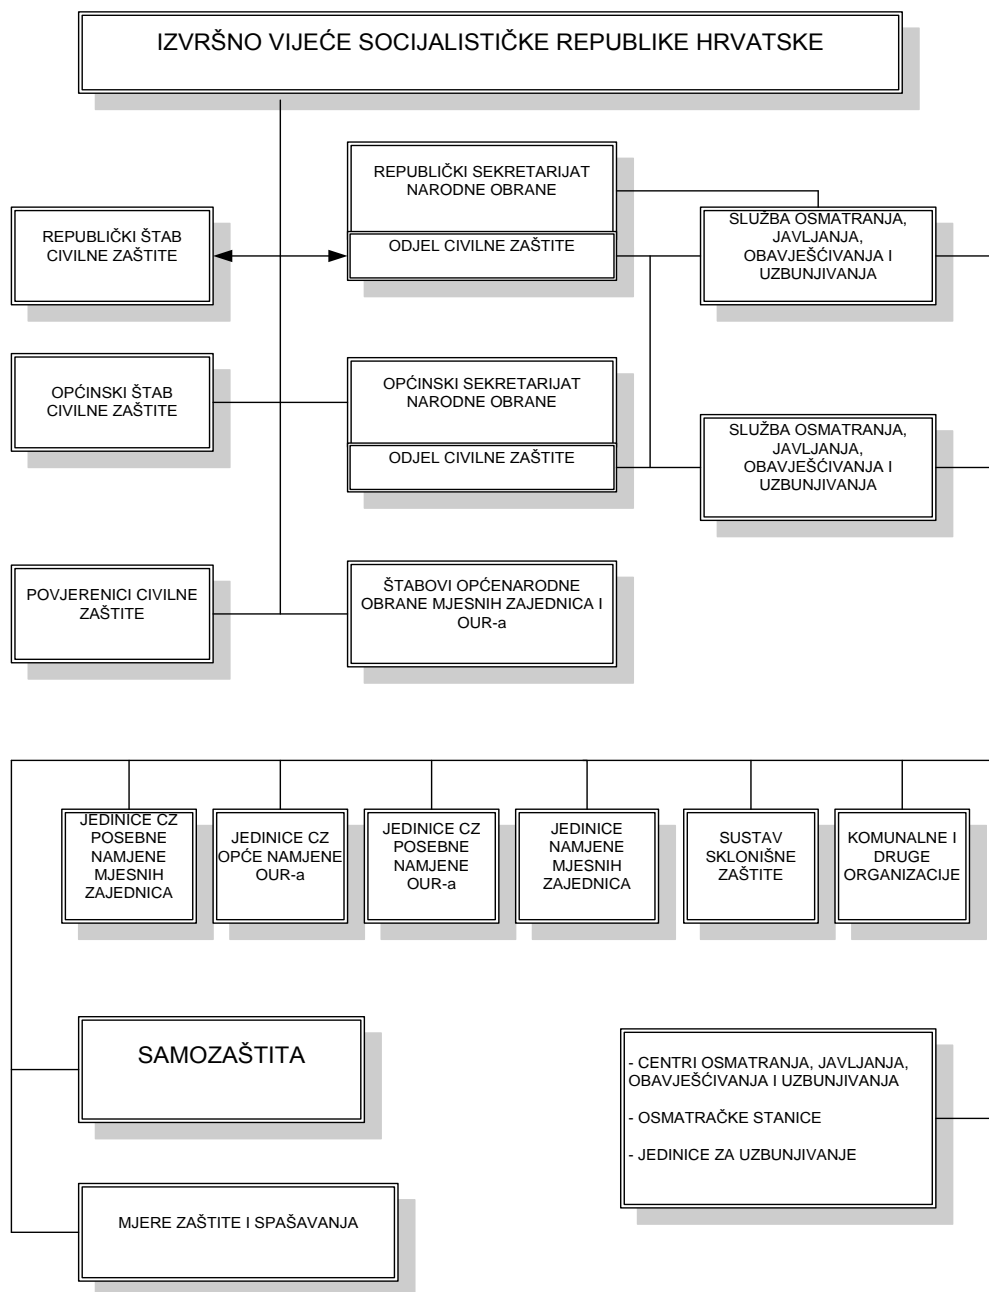 IZVRŠNO VIJEĆE SOCIJALISTIČKE REPUBLIKE HRVATSKE
REPUBLIČKI SEKRETARIJAT
NARODNE OBRANE
ODJEL CIVILNE ZAŠTITE
REPUBLIČKI ŠTAB
CIVILNE ZAŠTITE
SLUŽBA OSMATRANJA,
JAVLJANJA,
OBAVJEŠĆIVANJA I
UZBUNJIVANJA
OPĆINSKI ŠTAB
CIVILNE ZAŠTITE
OPĆINSKI SEKRETARIJAT
NARODNE OBRANE
ODJEL CIVILNE ZAŠTITE
SLUŽBA OSMATRANJA,
JAVLJANJA,
OBAVJEŠĆIVANJA I
UZBUNJIVANJA
POVJERENICI CIVILNE
ZAŠTITE
ŠTABOVI OPĆENARODNE
OBRANE MJESNIH ZAJEDNICA I
OUR-a
JEDINICE CZ
POSEBNE
NAMJENE
MJESNIH
ZAJEDNICA
JEDINICE CZ
OPĆE NAMJENE
OUR-a
JEDINICE CZ
POSEBNE
NAMJENE
OUR-a
JEDINICE
NAMJENE
MJESNIH
ZAJEDNICA
SUSTAV
SKLONIŠNE
ZAŠTITE
KOMUNALNE I
DRUGE
ORGANIZACIJE
SAMOZAŠTITA
- CENTRI OSMATRANJA, JAVLJANJA,
OBAVJEŠĆIVANJA I UZBUNJIVANJA
- OSMATRAČKE STANICE
- JEDINICE ZA UZBUNJIVANJE
MJERE ZAŠTITE I SPAŠAVANJA